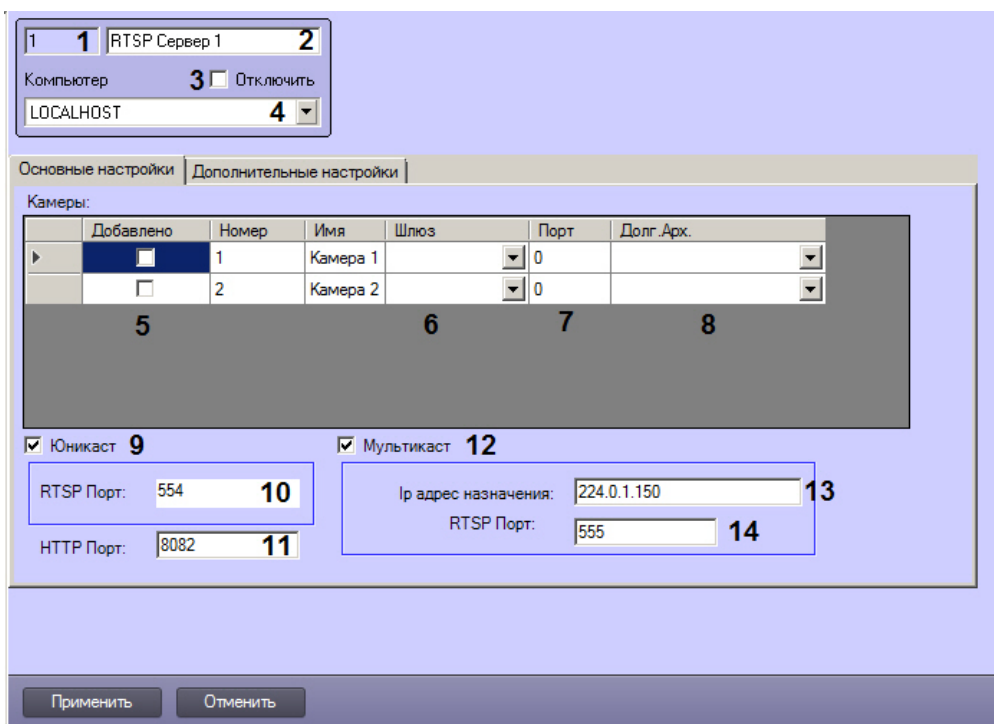 1 1 RTSP Сервер 1 2
Компьютер 3 Отключить
LOCALHOST 4
Основные настройки Дополнительные настройки
Камеры:
Добавлено Номер Имя Шлюз Порт Долг.Арх.
1 Камера 1 0
2 Камера 2 0
5 6 7 8
Юникаст 9 Мультикаст 12
RTSP Порт: 554 10 Ip адрес назначения: 224.0.1.150 13
RTSP Порт: 555 14
HTTP Порт: 8082 11
Применить Отменить